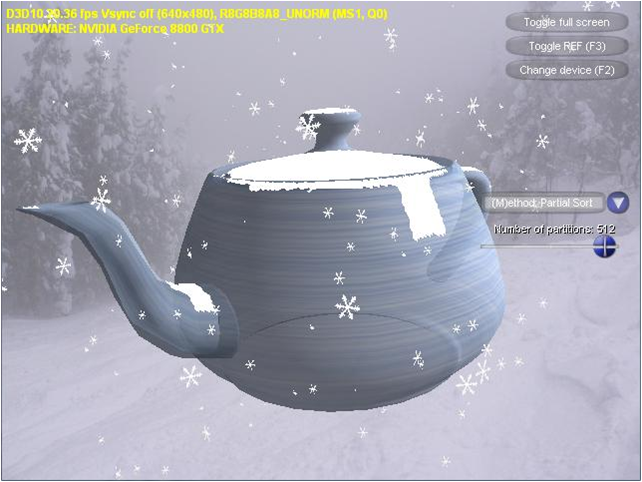 D3D10 29.36 fps Vsync off (640x480), R8G8B8A8_UNORM (MS1, Q0)
HARDWARE: NVIDIA GeForce 8800 GTX
Toggle full screen
Toggle REF (F3)
Change device (F2)
(M)ethod: Partial Sort
Number of partitions: 512